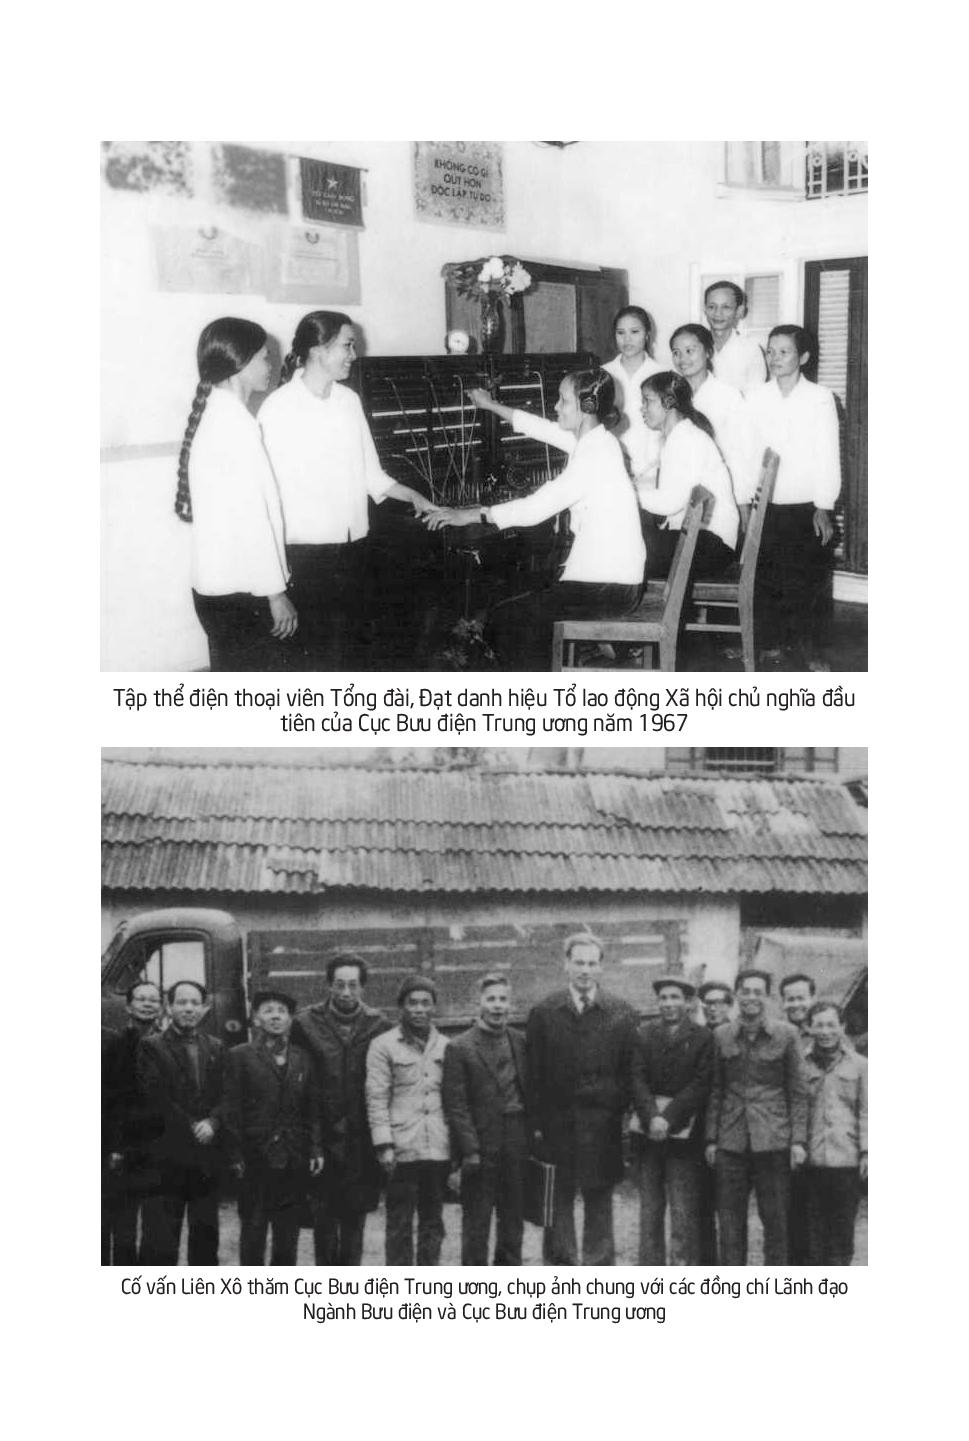 KHÔNG CÓ GÌ
QUÝ HƠN
ĐỘC LẬP TỰ DO
Tập thể điện thoại viên Tổng đài, Đạt danh hiệu Tổ lao động Xã hội chủ nghĩa đầu
tiên của Cục Bưu điện Trung ương năm 1967
Cố vấn Liên Xô thăm Cục Bưu điện Trung ương, chụp ảnh chung với các đồng chí Lãnh đạo
Ngành Bưu điện và Cục Bưu điện Trung ương